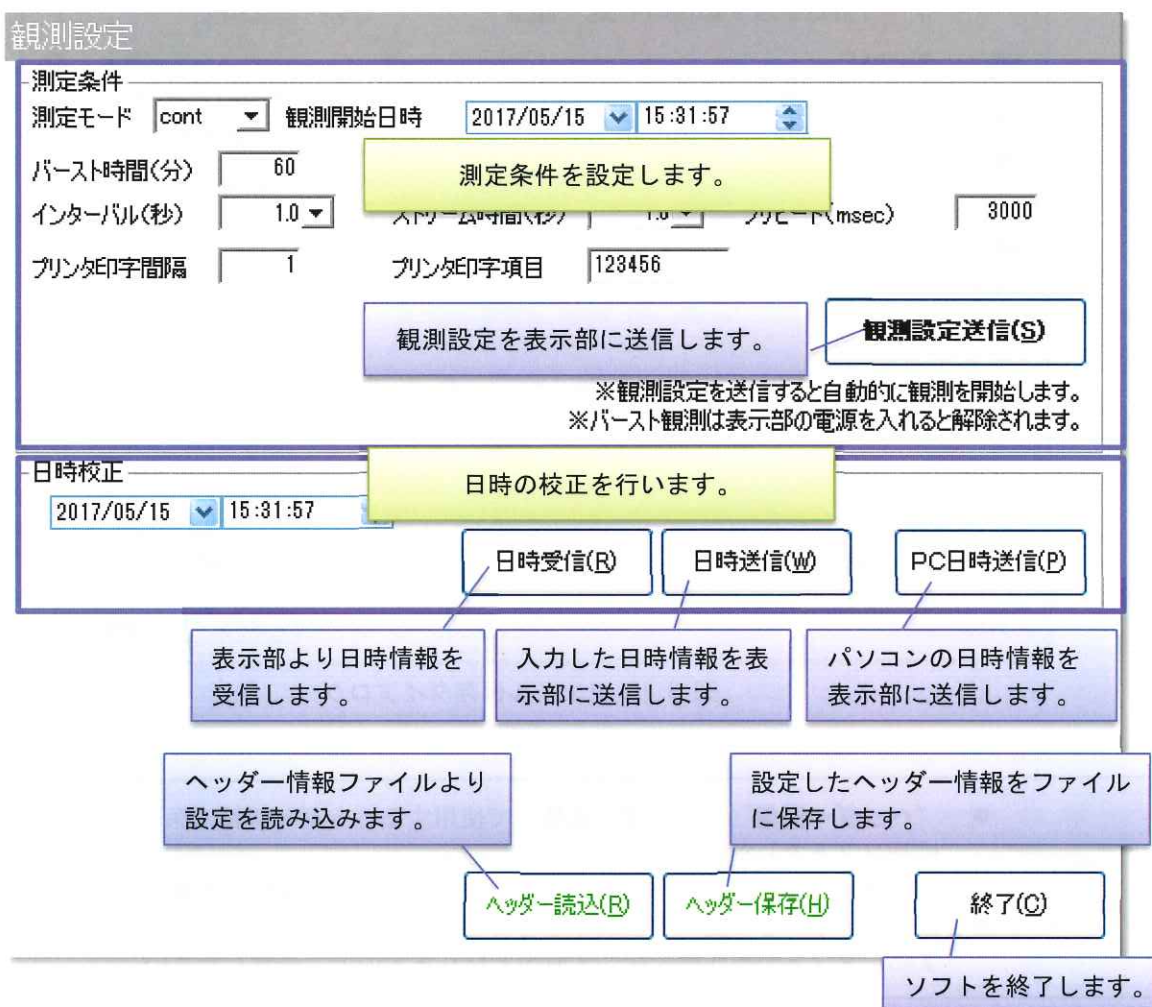 観測設定
測定条件
測定モード cont 観測開始日時 2017/05/15 15:31:57
測定条件を設定します。
バースト時間(分) 60
インターバル(秒) 1.0 (msec) 3000
プリンタ印字間隔 1 プリンタ印字項目 123456
観測設定を表示部に送信します。
観測設定送信(S)
※観測設定を送信すると自動的に観測を開始します。
※バースト観測は表示部の電源を入れると解除されます。
日時校正
日時の校正を行います。
2017/05/15 15:31:57
日時受信(R) 日時送信(W) PC日時送信(P)
表示部より日時情報を
受信します。
入力した日時情報を表
示部に送信します。
パソコンの日時情報を
表示部に送信します。
ヘッダー情報ファイルより
設定を読み込みます。
設定したヘッダー情報をファイル
に保存します。
ヘッダー読込(R) ヘッダー保存(H) 終了(C)
ソフトを終了します。